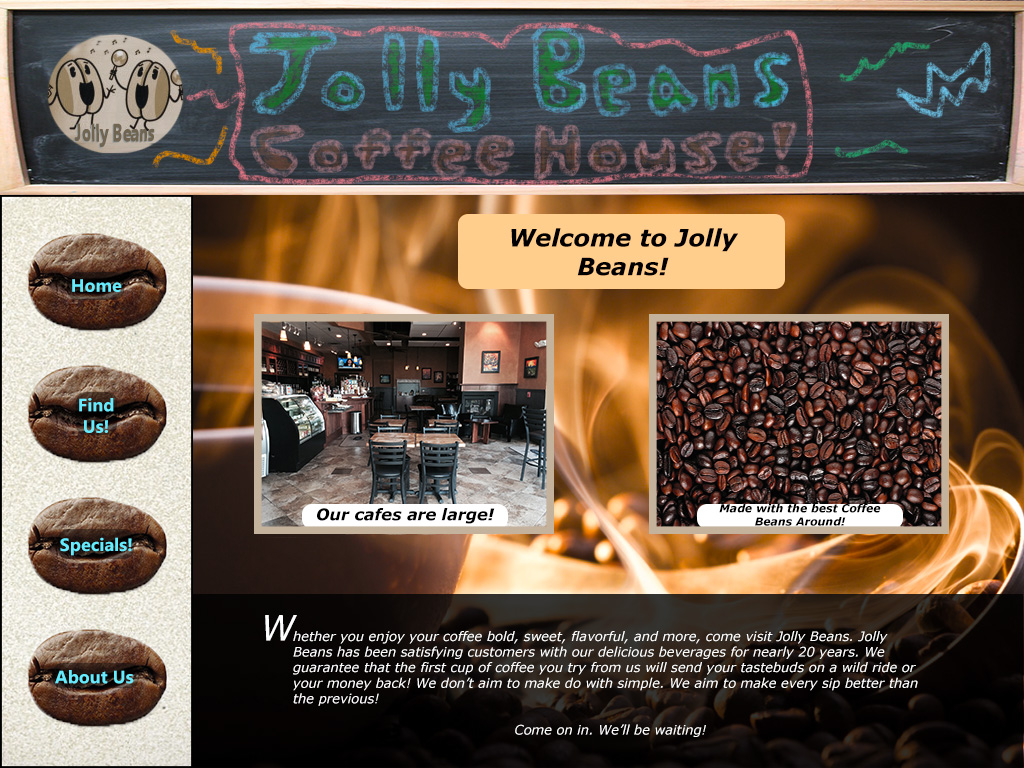 Jolly Beans
Jolly Beans
Coffee House!
Home
Find
Us!
Specials!
About Us
Welcome to Jolly
Beans!
Our cafes are large!
Made with the best Coffee
Beans Around!
Whether you enjoy your coffee bold, sweet, flavorful, and more, come visit Jolly Beans. Jolly
Beans has been satisfying customers with our delicious beverages for nearly 20 years. We
guarantee that the first cup of coffee you try from us will send your tastebuds on a wild ride or
your money back! We don’t aim to make do with simple. We aim to make every sip better than
the previous!
Come on in. We’ll be waiting!